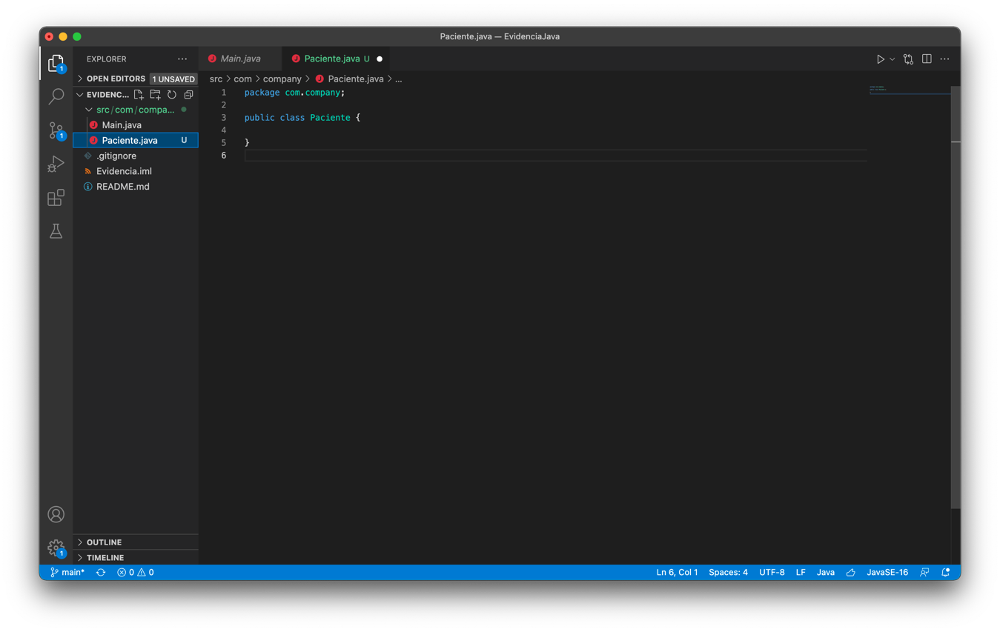 Paciente.java — EvidenciaJava
EXPLORER
OPEN EDITORS 1 UNSAVED
EVIDENC...
src/com/compa...
Main.java
Paciente.java U
.gitignore
Evidencia.iml
README.md
OUTLINE
TIMELINE
1
1
1
Main.java Paciente.java U
src > com > company > Paciente.java > ...
1 package com.company;
2
3 public class Paciente {
4
5 }
6
main* 0 0 Ln 6, Col 1 Spaces: 4 UTF-8 LF Java JavaSE-16